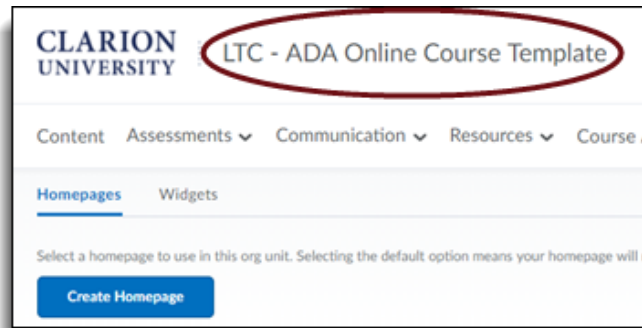 CLARION
UNIVERSITY
LTC - ADA Online Course Template
Content Assessments Communication Resources Course
Homepages Widgets
Select a homepage to use in this org unit. Selecting the default option means your homepage will
Create Homepage